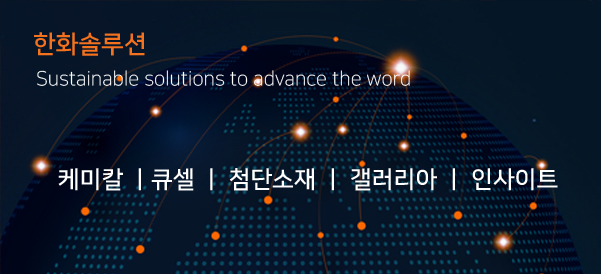 한화솔루션
Sustainable solutions to advance the word
케미칼 | 큐셀 | 첨단소재 | 갤러리아 | 인사이트